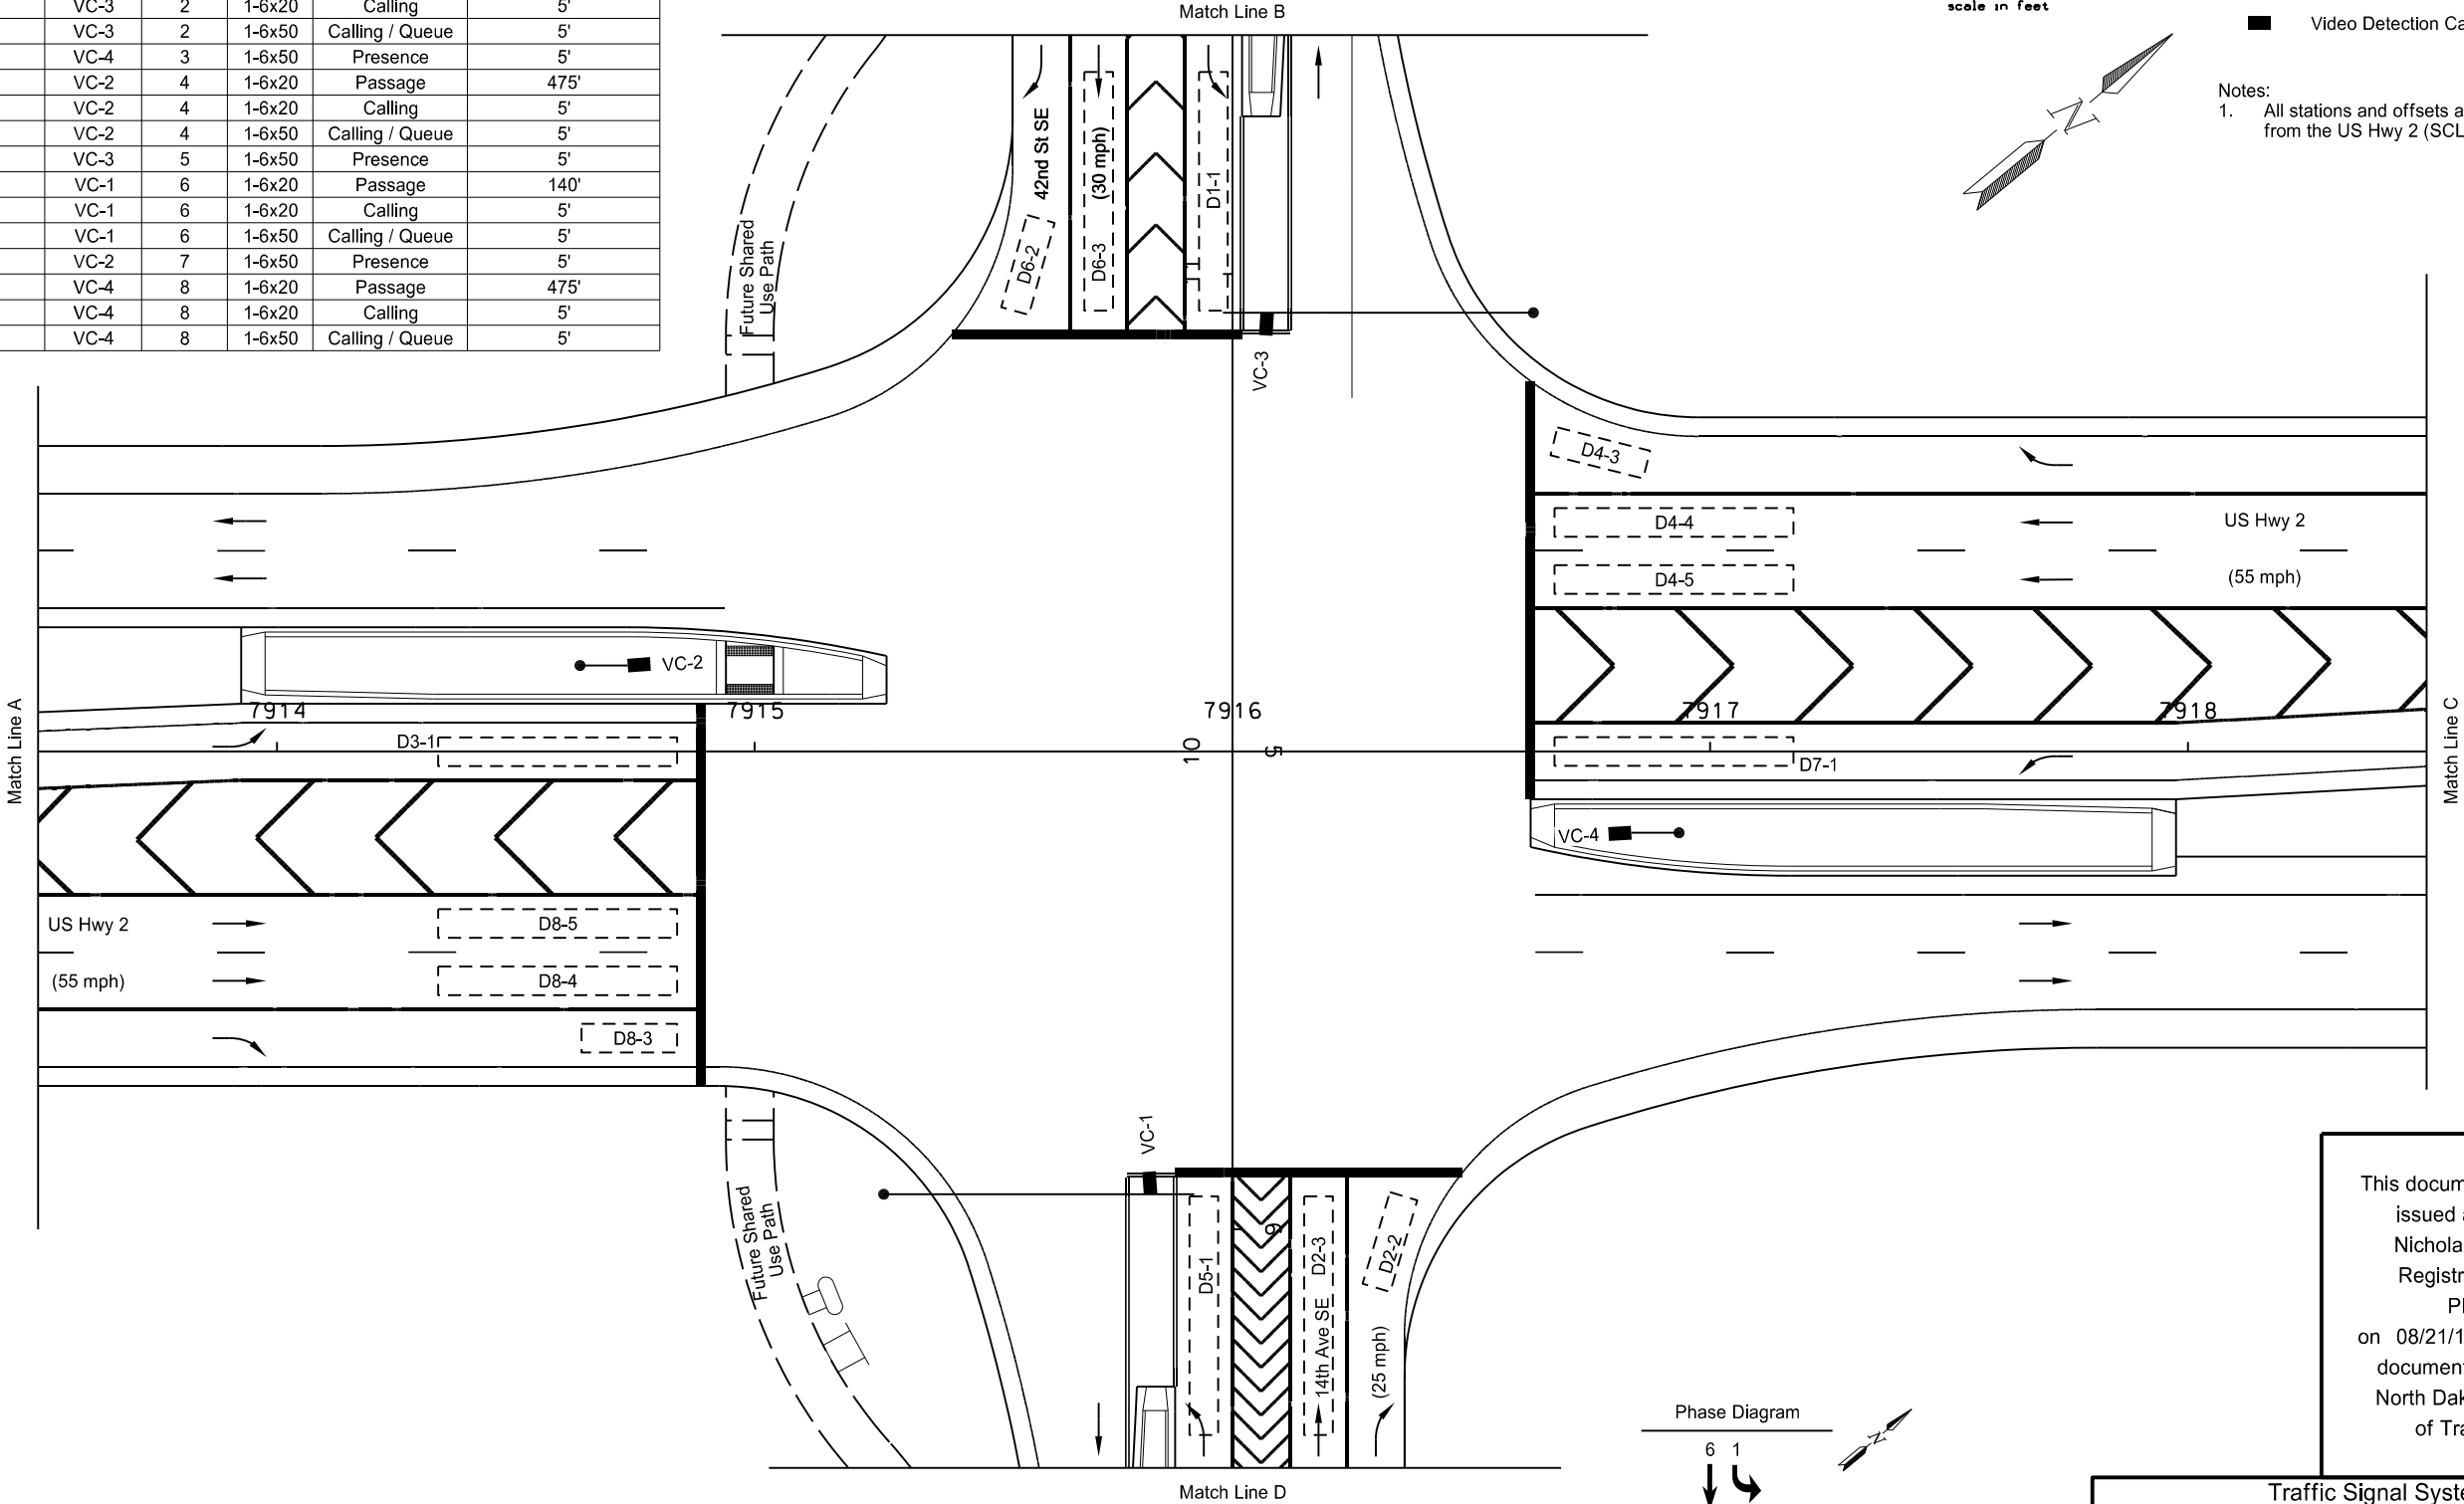 VC-3 2 1-6x20 Calling 5'
VC-3 2 1-6x50 Calling / Queue 5'
VC-4 3 1-6x50 Presence 5'
VC-2 4 1-6x20 Passage 475'
VC-2 4 1-6x20 Calling 5'
VC-2 4 1-6x50 Calling / Queue 5'
VC-3 5 1-6x50 Presence 5'
VC-1 6 1-6x20 Passage 140'
VC-1 6 1-6x20 Calling 5'
VC-1 6 1-6x50 Calling / Queue 5'
VC-2 7 1-6x50 Presence 5'
VC-4 8 1-6x20 Passage 475'
VC-4 8 1-6x20 Calling 5'
VC-4 8 1-6x50 Calling / Queue 5'
Match Line B
scale in feet
Video Detection Ca
Notes:
1. All stations and offsets a
from the US Hwy 2 (SCL
N
42nd St SE
(30 mph)
D1-1
D6-2
D6-3
Future Shared
Use Path
VC-3
D4-3
D4-4
US Hwy 2
D4-5
(55 mph)
VC-2
7914
7915
7916
7917
7918
Match Line A
Match Line C
D3-1
10
5
D7-1
VC-4
US Hwy 2
D8-5
(55 mph)
D8-4
D8-3
VC-1
Future Shared
Use Path
D5-1
6
D2-3
D2-2
14th Ave SE
(25 mph)
This docum
issued a
Nichola
Registr
P
on 08/21/1
document
North Dak
of Tra
Phase Diagram
N
6 1
Match Line D
Traffic Signal Syst